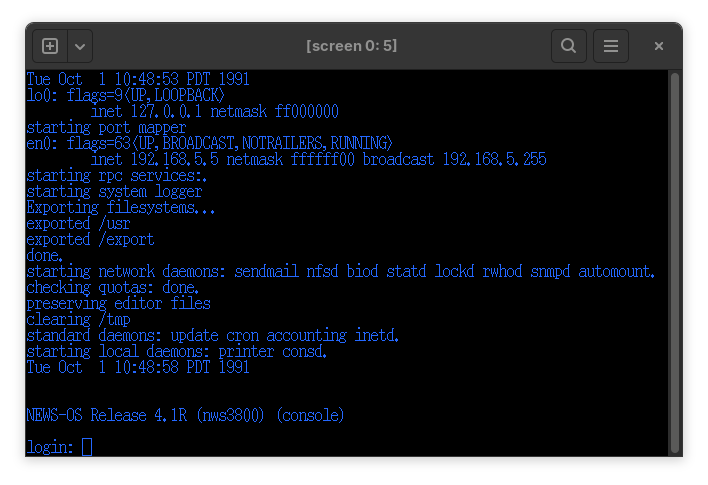 [screen 0: 5]
Tue Oct  1 10:48:53 PDT 1991
lo0: flags=9<UP,LOOPBACK>
        inet 127.0.0.1 netmask ff000000
starting port mapper
en0: flags=63<UP,BROADCAST,NOTRAILERS,RUNNING>
        inet 192.168.5.5 netmask ffffff00 broadcast 192.168.5.255
starting rpc services:.
starting system logger
Exporting filesystems...
exported /usr
exported /export
done.
starting network daemons: sendmail nfsd biod statd lockd rwhod snmpd automount.
checking quotas: done.
preserving editor files
clearing /tmp
standard daemons: update cron accounting inetd.
starting local daemons: printer consd.
Tue Oct  1 10:48:58 PDT 1991
NEWS-OS Release 4.1R (nws3800) (console)
login: